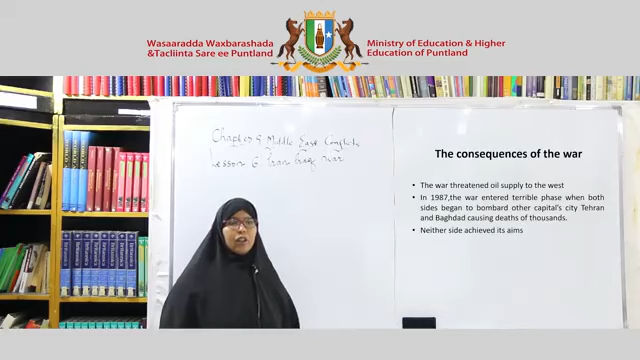 Wasaaradda Waxbarashada
&Tacliinta Sare ee Puntland
Ministry of Education & Higher
Education of Puntland
Chapter 8 Middle East Conglicts
Lesson 6 Iran Iraq war
The consequences of the war
• The war threatened oil supply to the west
• In 1987,the war entered terrible phase when both
sides began to bombard other capital's city Tehran
and Baghdad causing deaths of thousands.
• Neither side achieved its aims